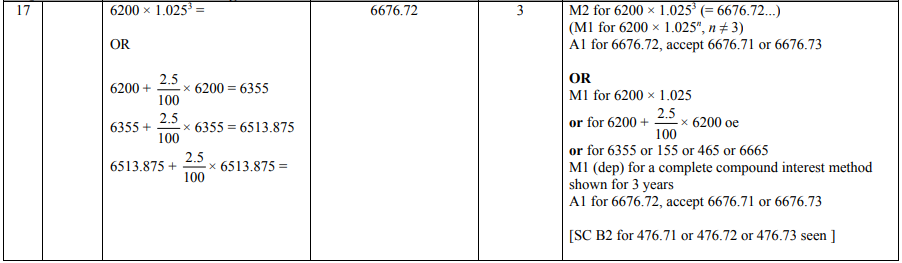 17
6200 × 1.025³ =
OR
6200 + 2.5/100 × 6200 = 6355
6355 + 2.5/100 × 6355 = 6513.875
6513.875 + 2.5/100 × 6513.875 =
6676.72
3
M2 for 6200 × 1.025³ (= 6676.72...)
(M1 for 6200 × 1.025ⁿ, n ≠ 3)
A1 for 6676.72, accept 6676.71 or 6676.73
OR
M1 for 6200 × 1.025
or for 6200 + 2.5/100 × 6200 oe
or for 6355 or 155 or 465 or 6665
M1 (dep) for a complete compound interest method
shown for 3 years
A1 for 6676.72, accept 6676.71 or 6676.73
[SC B2 for 476.71 or 476.72 or 476.73 seen ]